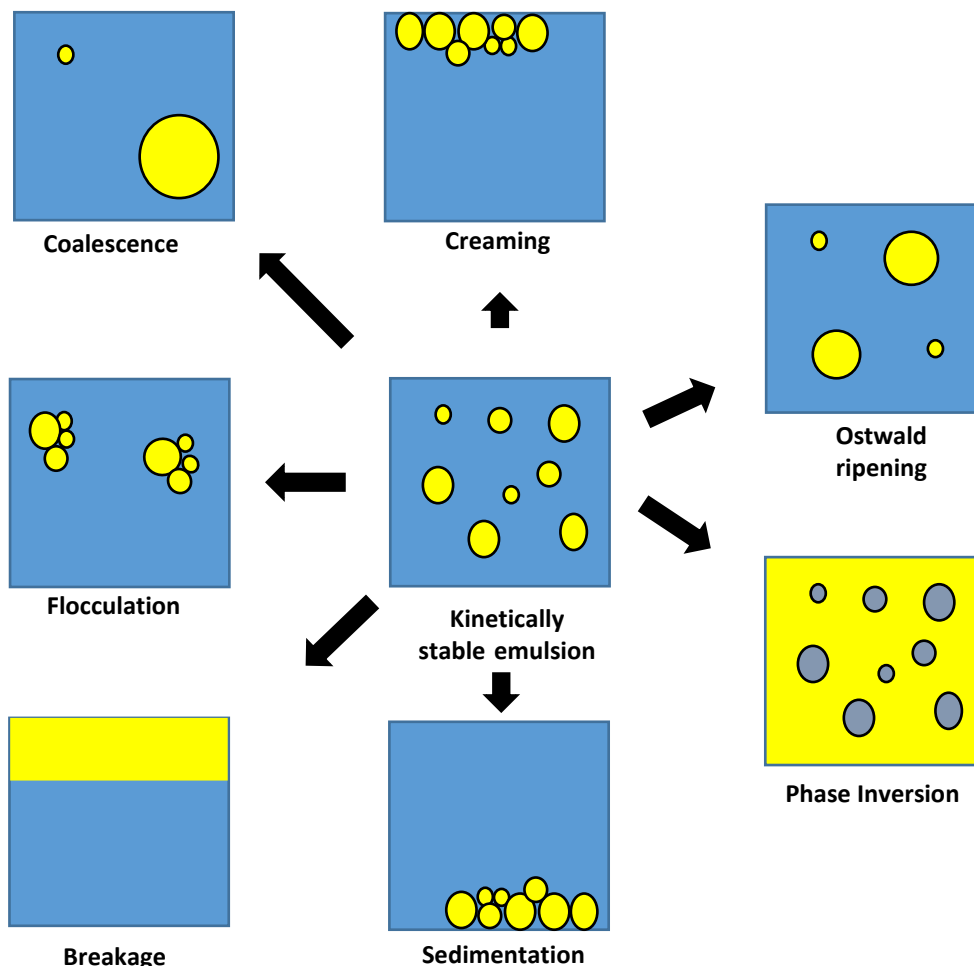 Coalescence
Creaming
Ostwald
ripening
Flocculation
Kinetically
stable emulsion
Phase Inversion
Breakage
Sedimentation